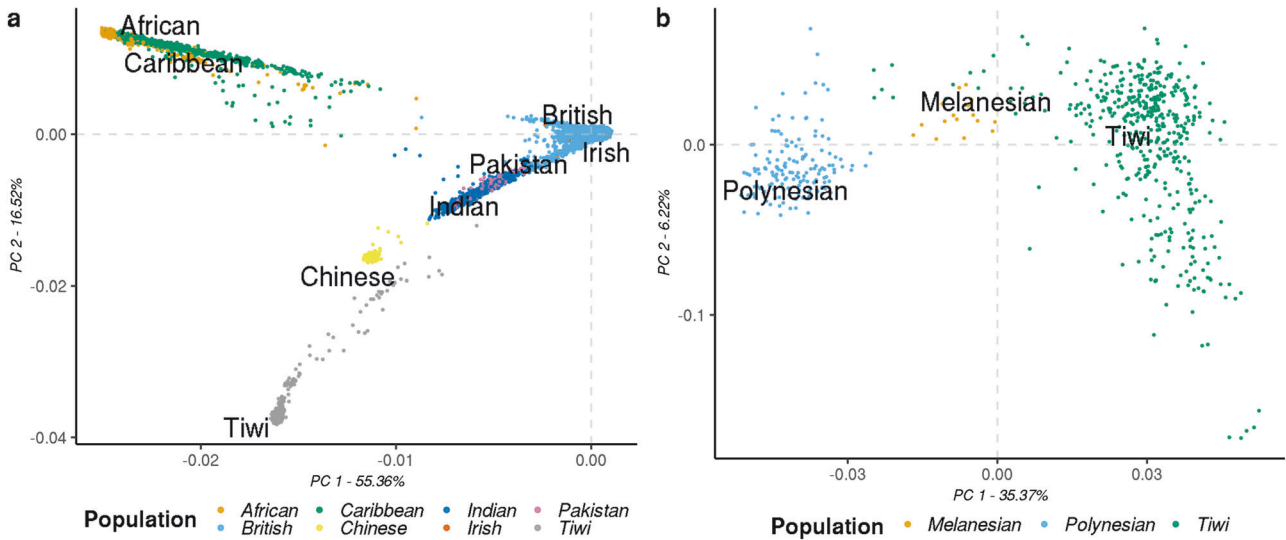 a
African
Caribbean
British
Irish
Pakistan
Indian
Chinese
Tiwi
0.00
-0.02
-0.04
PC 2 - 16.52%
-0.02
-0.01
0.00
PC 1 - 55.36%
Population
African
Caribbean
Indian
Pakistan
British
Chinese
Irish
Tiwi
b
Melanesian
Tiwi
Polynesian
0.0
-0.1
PC 2 - 6.22%
-0.03
0.00
0.03
PC 1 - 35.37%
Population
Melanesian
Polynesian
Tiwi